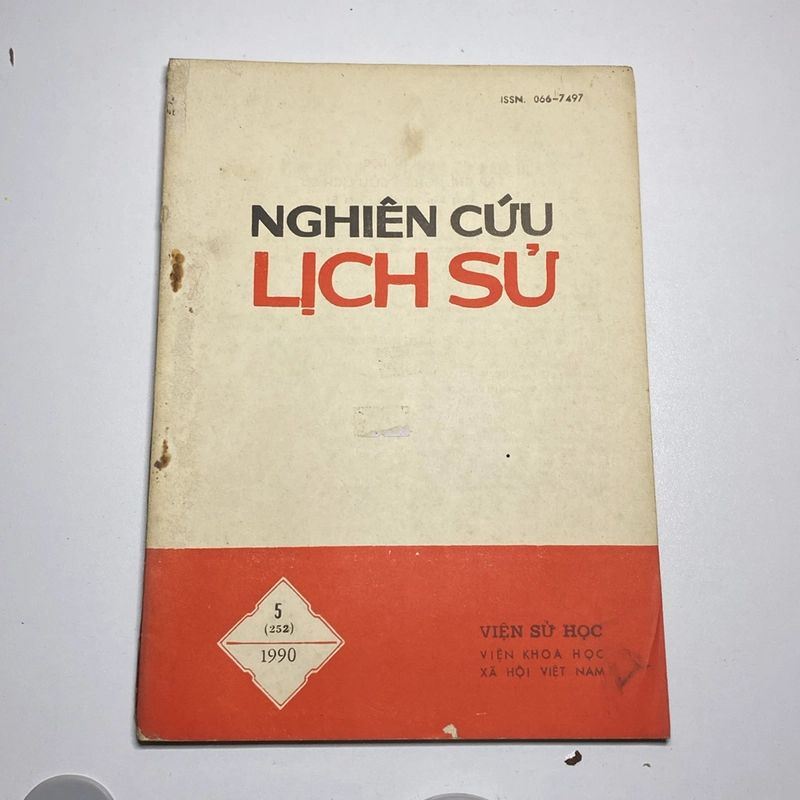 ISSN. 066-7497
NGHIÊN CỨU
LỊCH SỬ
5
(252)
1990
VIỆN SỬ HỌC
VIỆN KHOA HỌC
XÃ HỘI VIỆT NAM